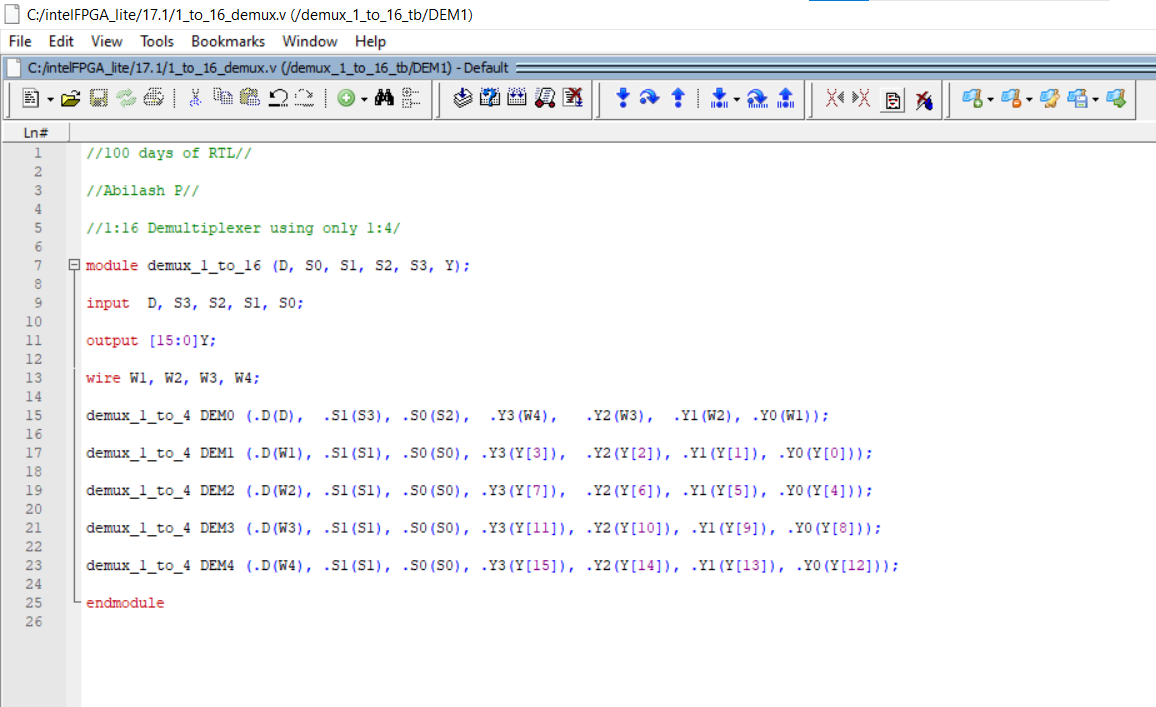 C:/intelFPGA_lite/17.1/1_to_16_demux.v (/demux_1_to_16_tb/DEM1)
File Edit View Tools Bookmarks Window Help
C:/intelFPGA_lite/17.1/1_to_16_demux.v (/demux_1_to_16_tb/DEM1) - Default
Ln#
1 //100 days of RTL//
2
3 //Abilash P//
4
5 //1:16 Demultiplexer using only 1:4/
6
7 module demux_1_to_16 (D, S0, S1, S2, S3, Y);
8
9 input  D, S3, S2, S1, S0;
10
11 output [15:0]Y;
12
13 wire W1, W2, W3, W4;
14
15 demux_1_to_4 DEM0 (.D(D),  .S1(S3), .S0(S2),  .Y3(W4),   .Y2(W3),  .Y1(W2), .Y0(W1));
16
17 demux_1_to_4 DEM1 (.D(W1), .S1(S1), .S0(S0), .Y3(Y[3]),  .Y2(Y[2]), .Y1(Y[1]), .Y0(Y[0]));
18
19 demux_1_to_4 DEM2 (.D(W2), .S1(S1), .S0(S0), .Y3(Y[7]),  .Y2(Y[6]), .Y1(Y[5]), .Y0(Y[4]));
20
21 demux_1_to_4 DEM3 (.D(W3), .S1(S1), .S0(S0), .Y3(Y[11]), .Y2(Y[10]), .Y1(Y[9]), .Y0(Y[8]));
22
23 demux_1_to_4 DEM4 (.D(W4), .S1(S1), .S0(S0), .Y3(Y[15]), .Y2(Y[14]), .Y1(Y[13]), .Y0(Y[12]));
24
25 endmodule
26